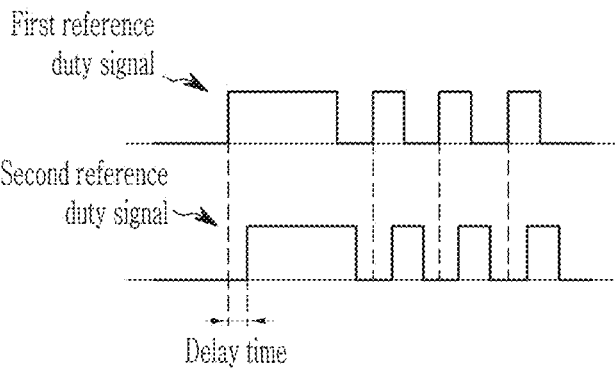 First reference
duty signal
Second reference
duty signal
Delay time